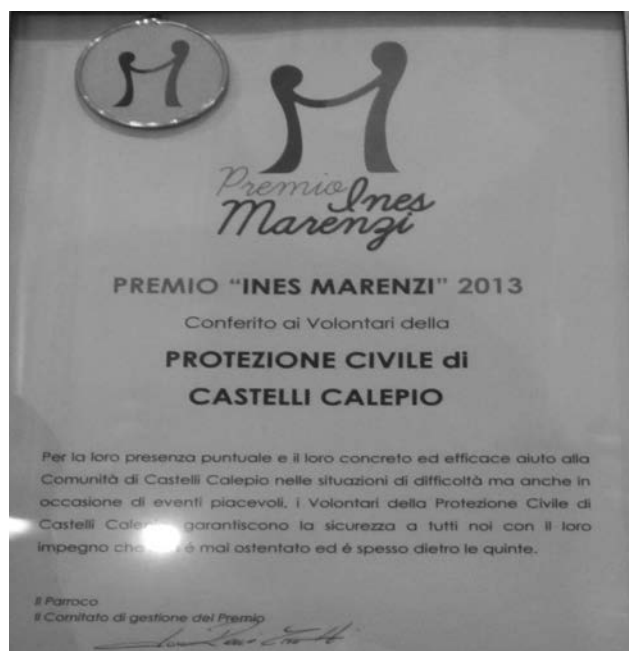 Premio Ines
Marenzi
PREMIO “INES MARENZI” 2013
Conferito ai Volontari della
PROTEZIONE CIVILE di
CASTELLI CALEPIO
Per la loro presenza puntuale e il loro concreto ed efficace aiuto alla
Comunità di Castelli Calepio nelle situazioni di difficoltà ma anche in
occasione di eventi piacevoli, i Volontari della Protezione Civile di
Castelli garantiscono la sicurezza a tutti noi con il loro
impegno é mai ostentato ed é spesso dietro le quinte.
Il Parroco
Il Comitato di gestione del Premio